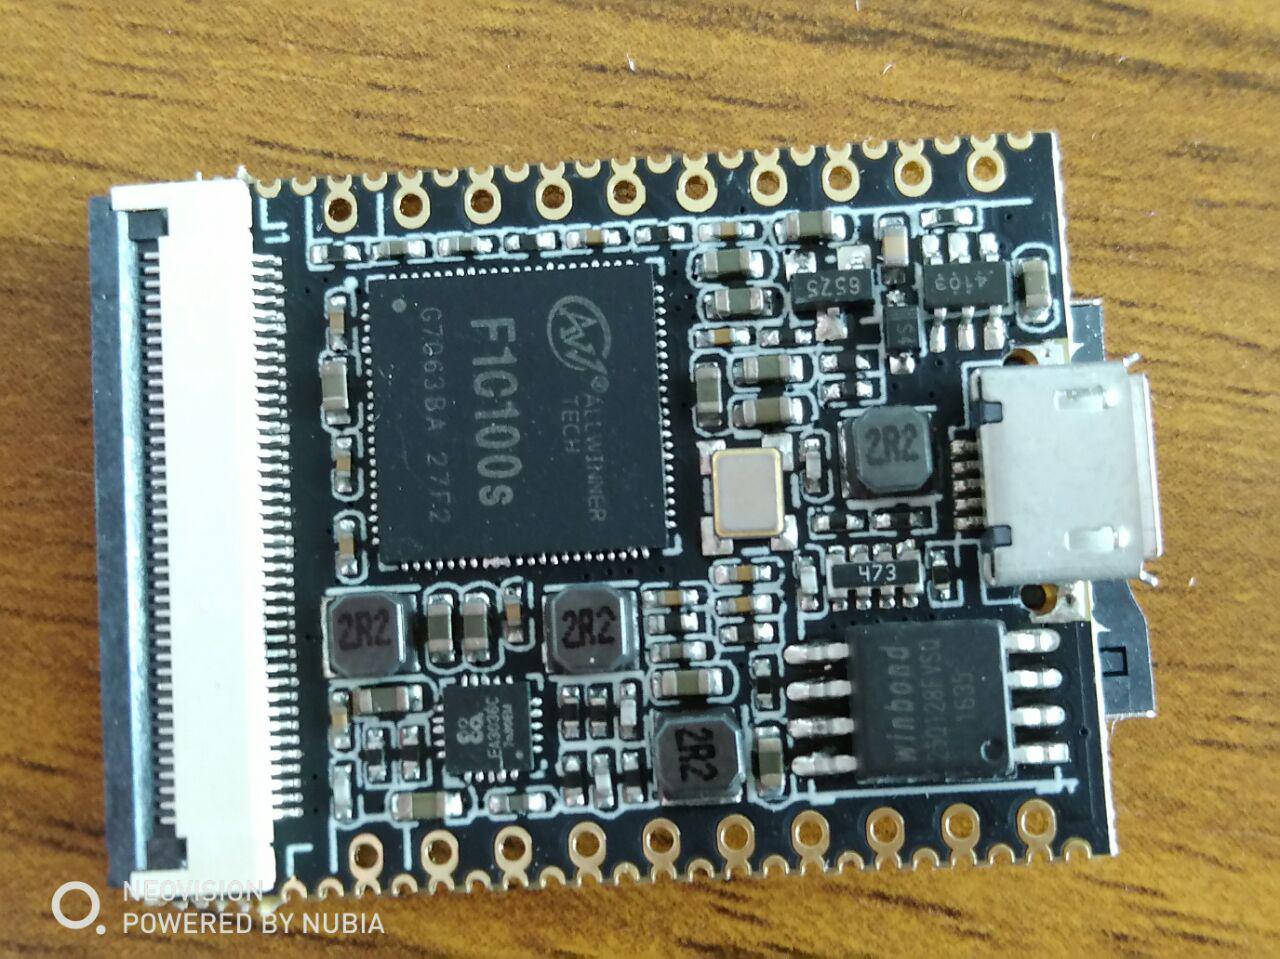 ALLWINNER
TECH
F1C100s
G7063BA 27F2
65Z5
4103
2R2
473
2R2
2R2
2R2
EA3036C
winbond
25Q128FVSQ
1635
NEOVISION
POWERED BY NUBIA